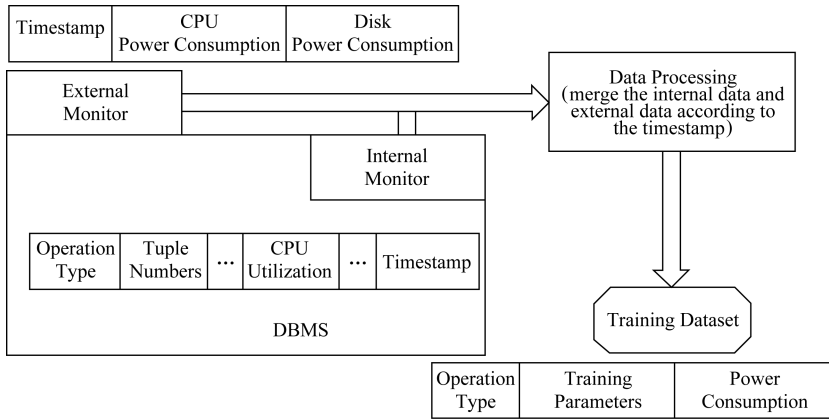 Timestamp
CPU
Power Consumption
Disk
Power Consumption
External
Monitor
Data Processing
(merge the internal data and
external data according to
the timestamp)
Internal
Monitor
Operation
Type
Tuple
Numbers
...
CPU
Utilization
...
Timestamp
DBMS
Training Dataset
Operation
Type
Training
Parameters
Power
Consumption